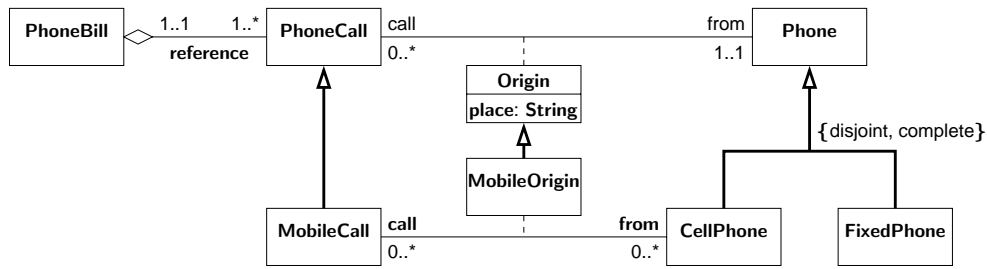 PhoneBill 1..1 1..* PhoneCall call from Phone
reference 0..* 1..1
Origin
place: String
{disjoint, complete}
MobileOrigin
MobileCall call from CellPhone FixedPhone
0..* 0..*